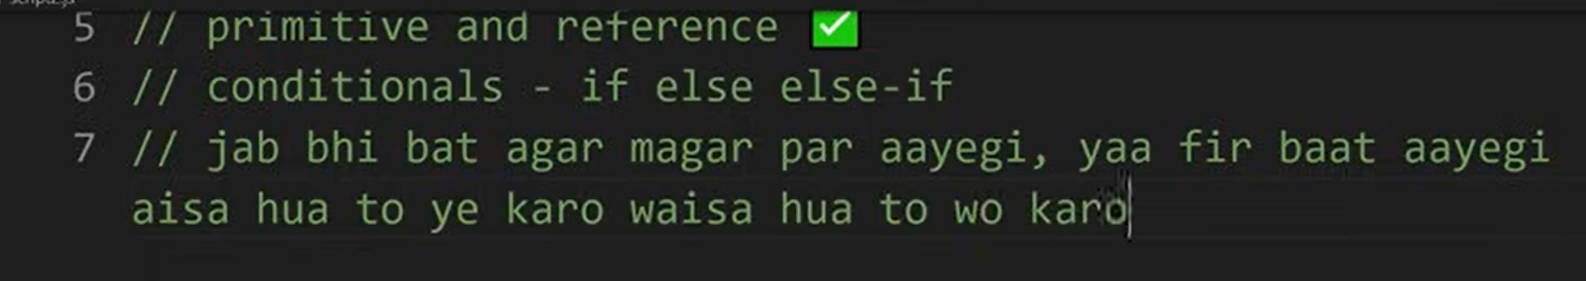 5 // primitive and reference ✅
6 // conditionals - if else else-if
7 // jab bhi bat agar magar par aayegi, yaa fir baat aayegi
aisa hua to ye karo waisa hua to wo karo